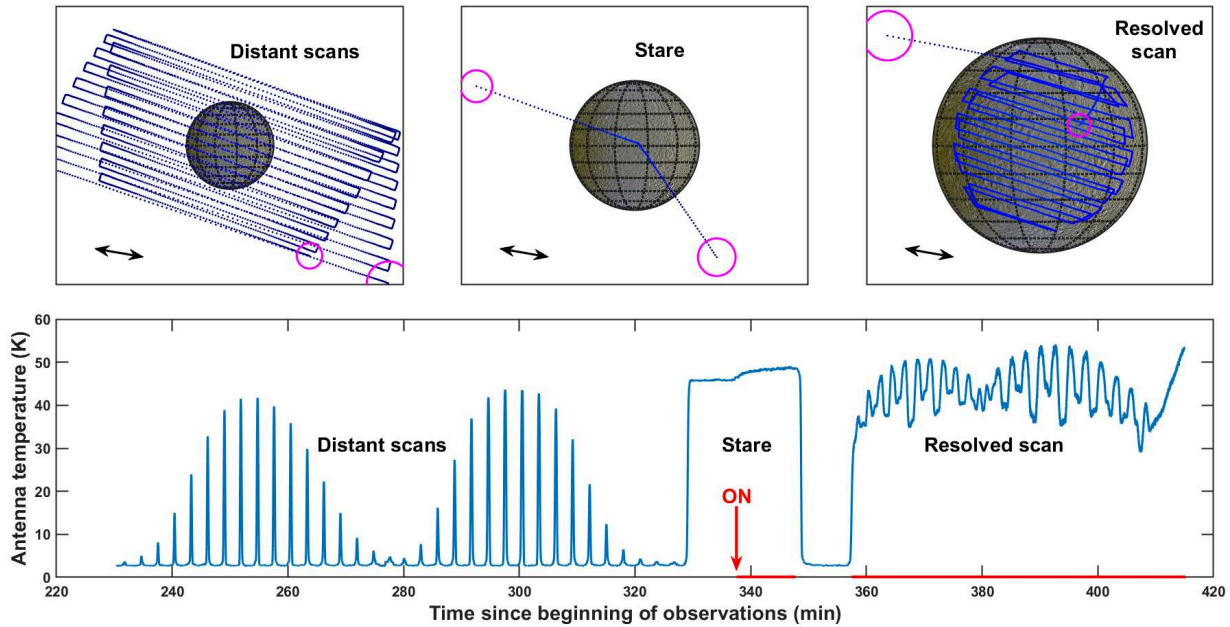 Distant scans
Stare
Resolved
scan
60
50
40
30
20
10
0
Antenna temperature (K)
Distant scans
Stare
Resolved scan
ON
220
240
260
280
300
320
340
360
380
400
420
Time since beginning of observations (min)